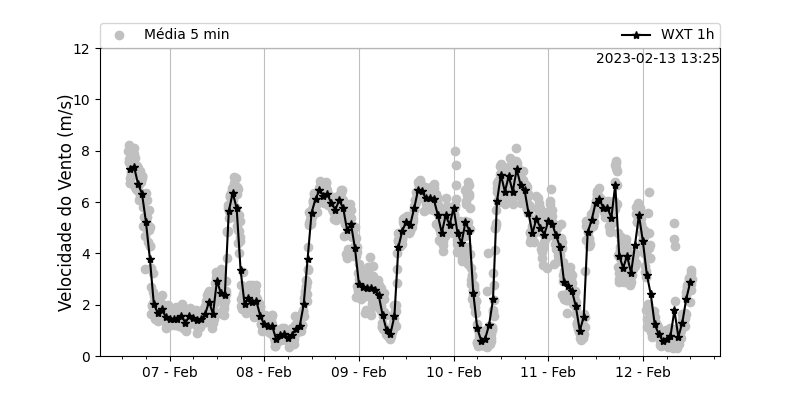 Média 5 min
WXT 1h
2023-02-13 13:25
Velocidade do Vento (m/s)
12
10
8
6
4
2
0
07 - Feb
08 - Feb
09 - Feb
10 - Feb
11 - Feb
12 - Feb